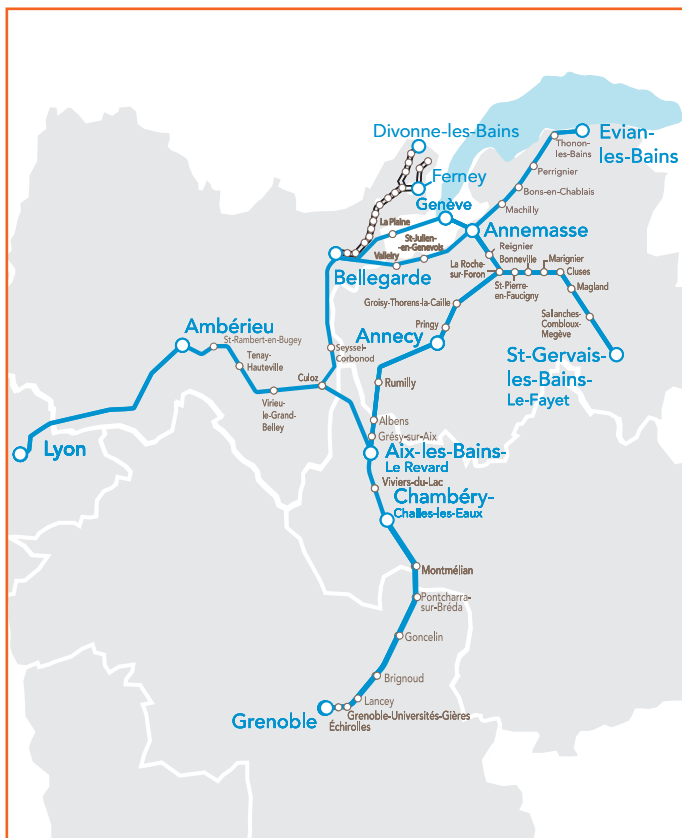 Divonne-les-Bains
Evian-
les-Bains
Thonon-
les-Bains
Perrignier
Ferney
Bons-en-Chablais
Genève
Machilly
La Plaine
Annemasse
St-Julien-
en-Genevois
Valleiry
Reignier
Bonneville
Marignier
Bellegarde
La Roche-
sur-Foron
Cluses
St-Pierre-
en-Faucigny
Magland
Groisy-Thorens-la-Caille
Sallanches-
Combloux-
Megève
Pringy
Ambérieu
Annecy
St-Rambert-en-Bugey
Seyssel-
Corbonod
St-Gervais-
les-Bains-
Le-Fayet
Tenay-
Hauteville
Culoz
Rumilly
Virieu-
le-Grand-
Belley
Albens
Grésy-sur-Aix
Lyon
Aix-les-Bains-
Le Revard
Viviers-du-Lac
Chambéry-
Challes-les-Eaux
Montmélian
Pontcharra-
sur-Bréda
Goncelin
Brignoud
Lancey
Grenoble
Grenoble-Universités-Gières
Échirolles